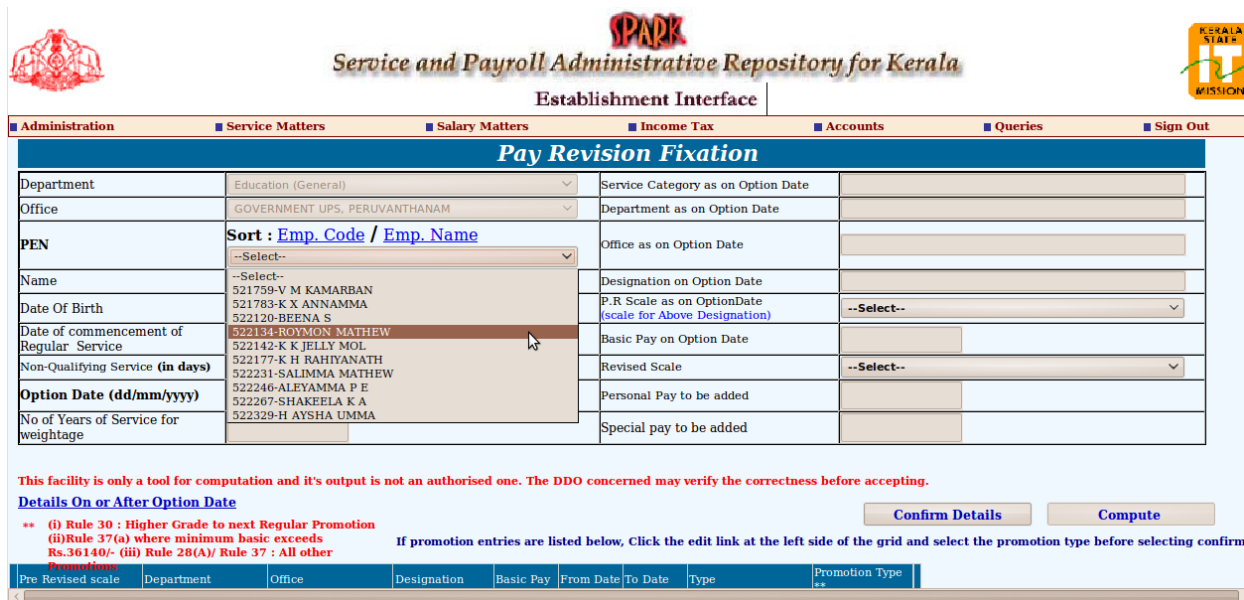 SPARK
Service and Payroll Administrative Repository for Kerala
KERALA
STATE
IT
MISSION
Establishment Interface
Administration Service Matters Salary Matters Income Tax Accounts Queries Sign Out
Pay Revision Fixation
Department Education (General) Service Category as on Option Date
Office GOVERNMENT UPS, PERUVANTHANAM Department as on Option Date
PEN Sort : Emp. Code / Emp. Name Office as on Option Date
--Select--
Name Designation on Option Date
--Select--
521759-V M KAMARBAN
521783-K X ANNAMMA
522120-BEENA S
522134-ROYMON MATHEW
522142-K K JELLY MOL
522177-K H RAHIYANATH
522231-SALIMMA MATHEW
522246-ALEYAMMA P E
522267-SHAKEELA K A
522329-H AYSHA UMMA
Date Of Birth P.R Scale as on OptionDate --Select--
(scale for Above Designation)
Date of commencement of
Regular Service Basic Pay on Option Date
Non-Qualifying Service (in days) Revised Scale --Select--
Option Date (dd/mm/yyyy) Personal Pay to be added
No of Years of Service for
weightage Special pay to be added
This facility is only a tool for computation and it's output is not an authorised one. The DDO concerned may verify the correctness before accepting.
Details On or After Option Date
Confirm Details Compute
** (i) Rule 30 : Higher Grade to next Regular Promotion
(ii)Rule 37(a) where minimum basic exceeds
Rs.36140/- (iii) Rule 28(A)/ Rule 37 : All other
Promotions
If promotion entries are listed below, Click the edit link at the left side of the grid and select the promotion type before selecting confirm
Pre Revised scale Department Office Designation Basic Pay From Date To Date Type Promotion Type
**